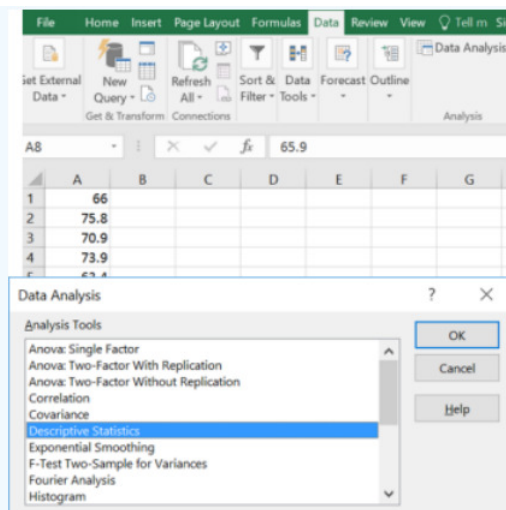 File Home Insert Page Layout Formulas Data Review View Tell m Si
et External Data
New Query
Refresh All
Sort & Filter
Data Tools
Forecast
Outline
Data Analysis
Get & Transform Connections Analysis
A8 fx 65.9
A B C D E F G
1 66
2 75.8
3 70.9
4 73.9
Data Analysis ? ×
Analysis Tools
OK
Anova: Single Factor
Anova: Two-Factor With Replication
Cancel
Anova: Two-Factor Without Replication
Correlation
Help
Covariance
Descriptive Statistics
Exponential Smoothing
F-Test Two-Sample for Variances
Fourier Analysis
Histogram